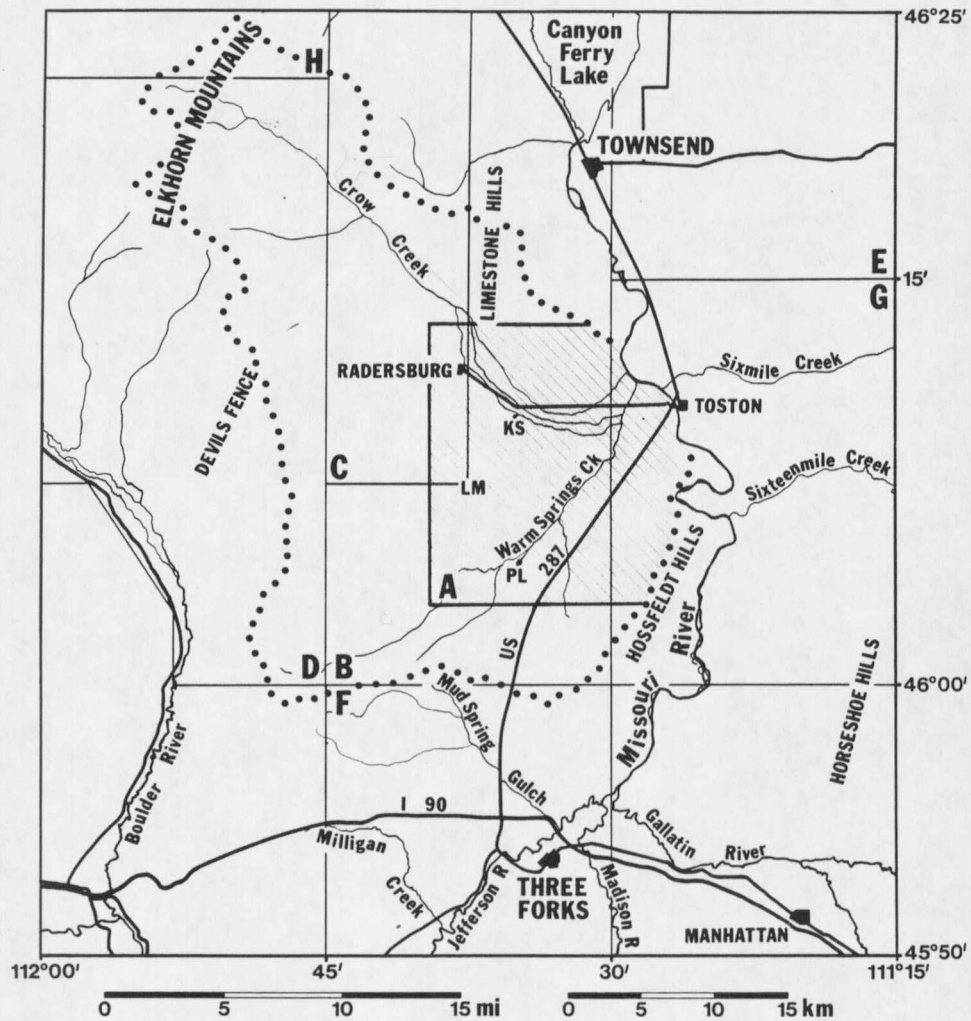 46°25'
Canyon
Ferry
Lake
H
ELKHORN MOUNTAINS
TOWNSEND
Crow
Creek
LIMESTONE HILLS
E
15'
G
RADERSBURG
Sixmile Creek
TOSTON
KS
DEVILS FENCE
C
LM
Sixteenmile Creek
Warm Springs Ck
PL
287
A
US
HOSSFELDT HILLS
Missouri River
HORSESHOE HILLS
D B
F
46°00'
Mud Spring
Gulch
Boulder River
I 90
Milligan
Creek
Gallatin
River
Jefferson R
THREE
FORKS
Madison R
MANHATTAN
45°50'
112°00'
45'
30'
11°15'
0 5 10 15 mi
0 5 10 15 km